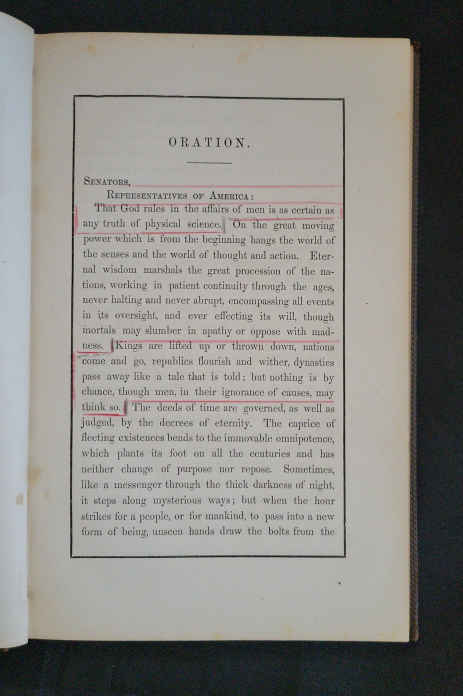 ORATION.
SENATORS,
REPRESENTATIVES OF AMERICA:
That God rules in the affairs of men is as certain as
any truth of physical science. On the great moving
power which is from the beginning hangs the world of
the senses and the world of thought and action. Eter-
nal wisdom marshals the great procession of the na-
tions, working in patient continuity through the ages,
never halting and never abrupt, encompassing all events
in its oversight, and ever effecting its will, though
mortals may slumber in apathy or oppose with mad-
ness. Kings are lifted up or thrown down, nations
come and go, republics flourish and wither, dynasties
pass away like a tale that is told; but nothing is by
chance, though men, in their ignorance of causes, may
think so. The deeds of time are governed, as well as
judged, by the decrees of eternity. The caprice of
fleeting existences bends to the immovable omnipotence,
which plants its foot on all the centuries and has
neither change of purpose nor repose. Sometimes,
like a messenger through the thick darkness of night,
it steps along mysterious ways; but when the hour
strikes for a people, or for mankind, to pass into a new
form of being, unseen hands draw the bolts from the